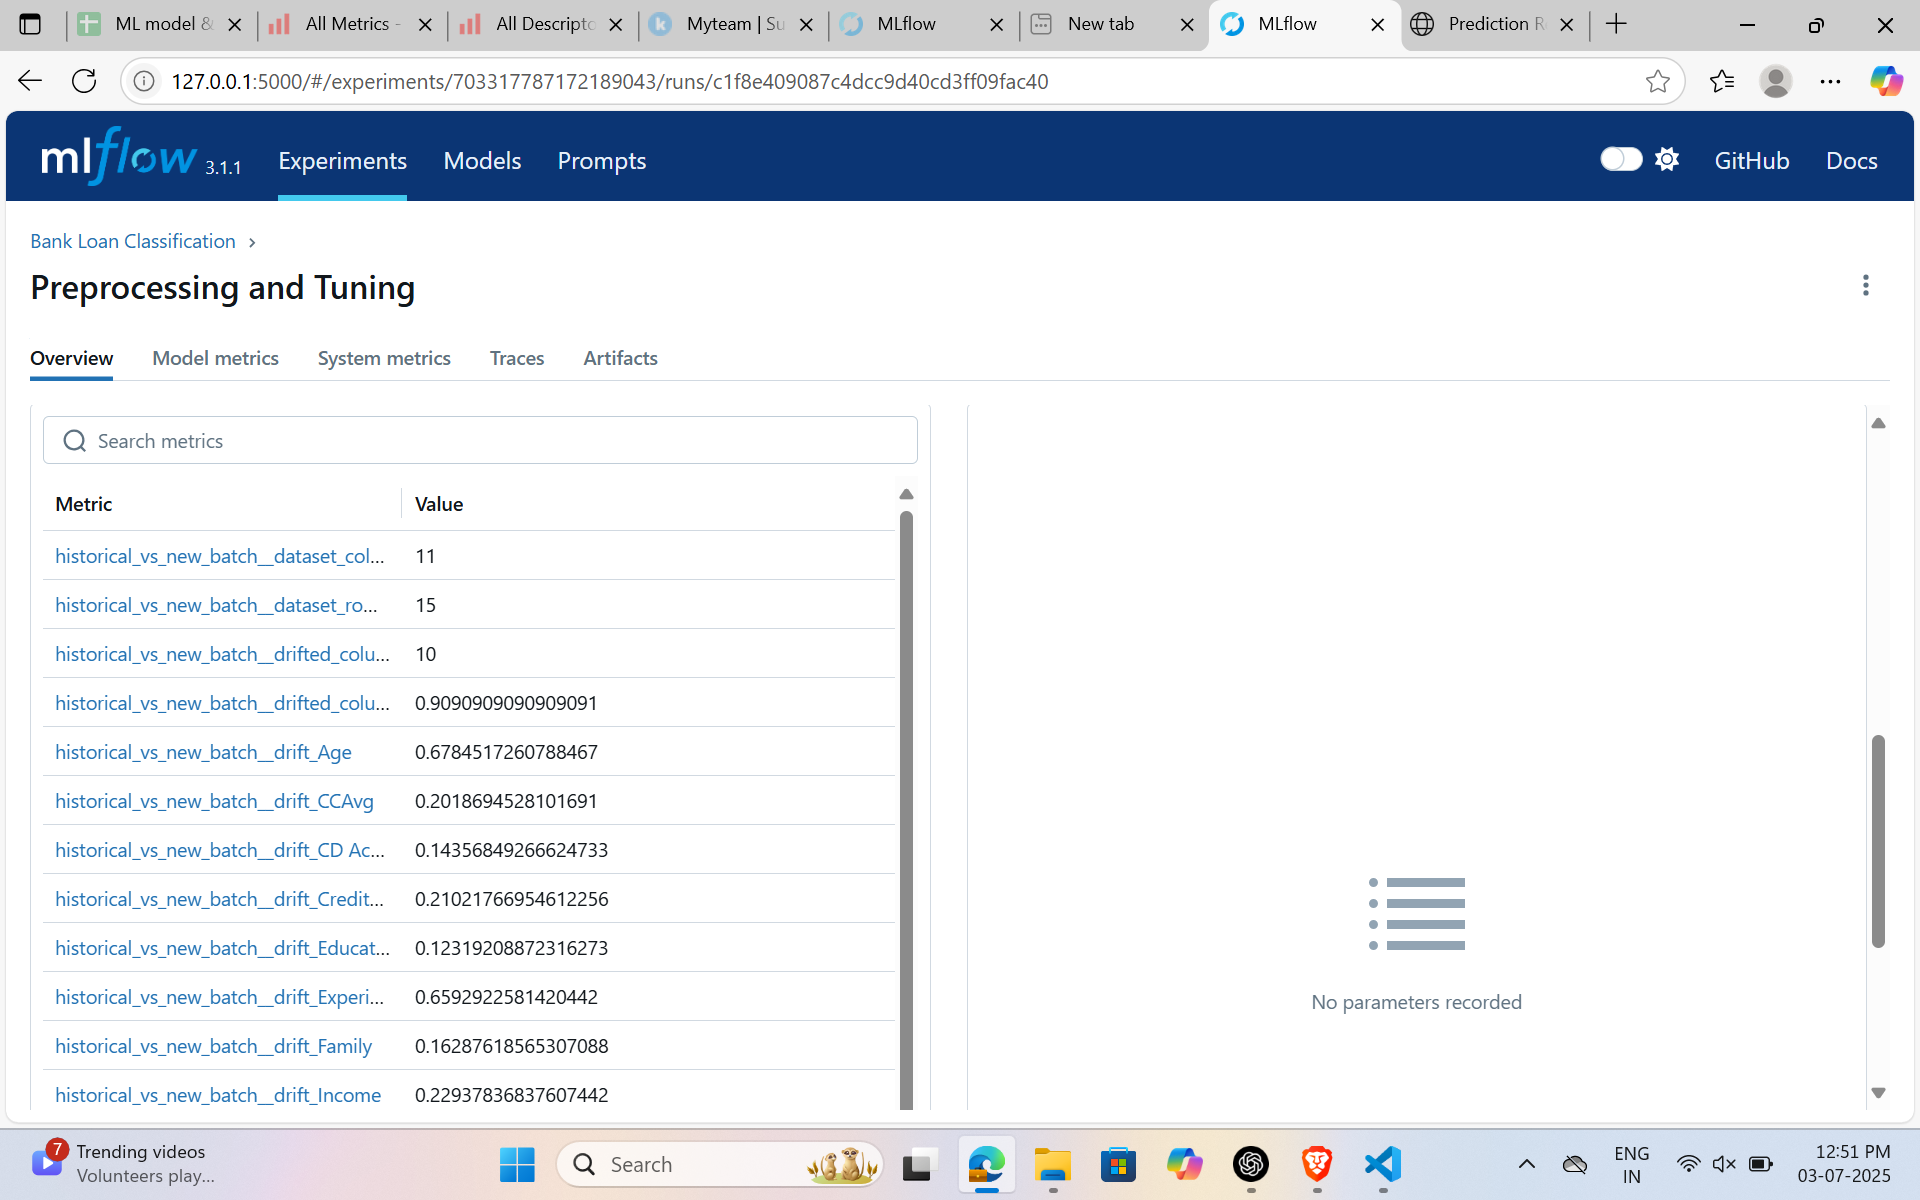 ML model &
All Metrics -
All Descripto
Myteam | Su
MLflow
New tab
MLflow
Prediction R
127.0.0.1:5000/#/experiments/703317787172189043/runs/c1f8e409087c4dcc9d40cd3ff09fac40
mlflow 3.1.1
Experiments
Models
Prompts
GitHub
Docs
Bank Loan Classification
Preprocessing and Tuning
Overview
Model metrics
System metrics
Traces
Artifacts
Search metrics
Metric Value
historical_vs_new_batch__dataset_col... 11
historical_vs_new_batch__dataset_ro... 15
historical_vs_new_batch__drifted_colu... 10
historical_vs_new_batch__drifted_colu... 0.9090909090909091
historical_vs_new_batch__drift_Age 0.6784517260788467
historical_vs_new_batch__drift_CCAvg 0.2018694528101691
historical_vs_new_batch__drift_CD Ac... 0.14356849266624733
historical_vs_new_batch__drift_Credit... 0.21021766954612256
historical_vs_new_batch__drift_Educat... 0.12319208872316273
historical_vs_new_batch__drift_Experi... 0.6592922581420442
historical_vs_new_batch__drift_Family 0.16287618565307088
historical_vs_new_batch__drift_Income 0.22937836837607442
No parameters recorded
7
Trending videos
Volunteers play...
Search
ENG
IN
12:51 PM
03-07-2025